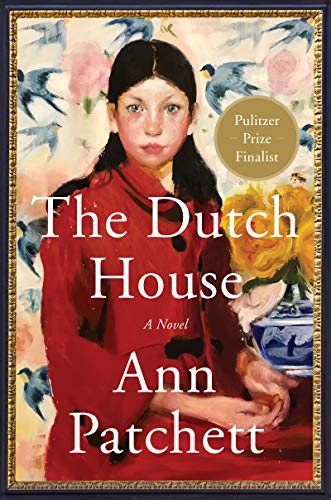 Pulitzer
Prize
Finalist
The Dutch
House
A Novel
Ann
Patchett